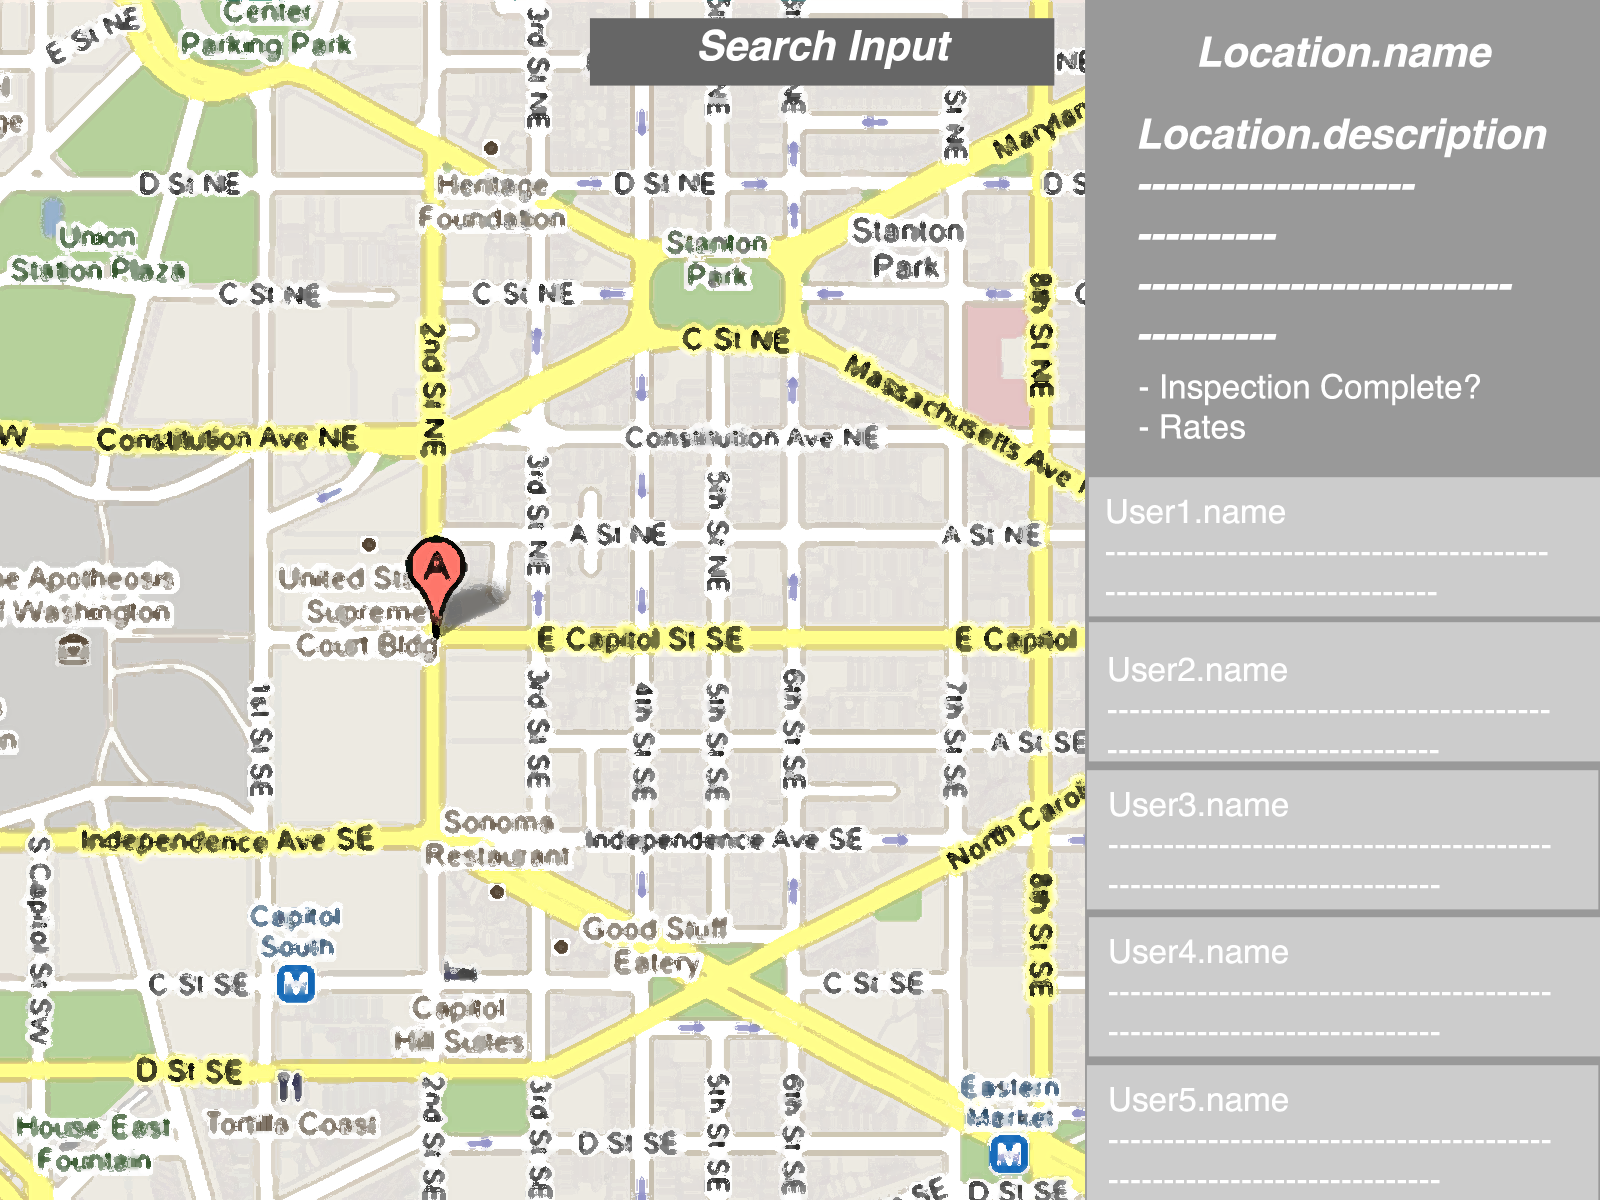 Search Input
Location.name
Location.description
- Inspection Complete?
- Rates
User1.name
User2.name
User3.name
User4.name
User5.name
E St NE
Center
Parking Park
3rd St NE
St NE
Marylan
D St NE
Heritage
Foundation
D St NE
D S
Union
Station Plaza
Stanton
Park
Stanton
Park
C St NE
C St NE
C St NE
2nd St NE
8th St NE
Massachusetts Ave
W
Constitution Ave NE
Constitution Ave NE
3rd St NE
5th St NE
A St NE
A St NE
A
e Apotheosis
f Washington
United St
Supreme
Court Bldg
E Capitol St SE
E Capitol
1st St SE
3rd St SE
4th St SE
5th St SE
6th St SE
7th St SE
A St SE
Independence Ave SE
Sonoma
Restaurant
Independence Ave SE
North Carol
S Capitol St SW
8th St SE
Capitol
South
M
Good Stuff
Eatery
C St SE
C St SE
Capitol
Hill Suites
D St SE
2nd St SE
3rd St SE
5th St SE
6th St SE
Eastern
Market
M
House East
Fountain
Tortilla Coast
D St SE
SE
D St SE